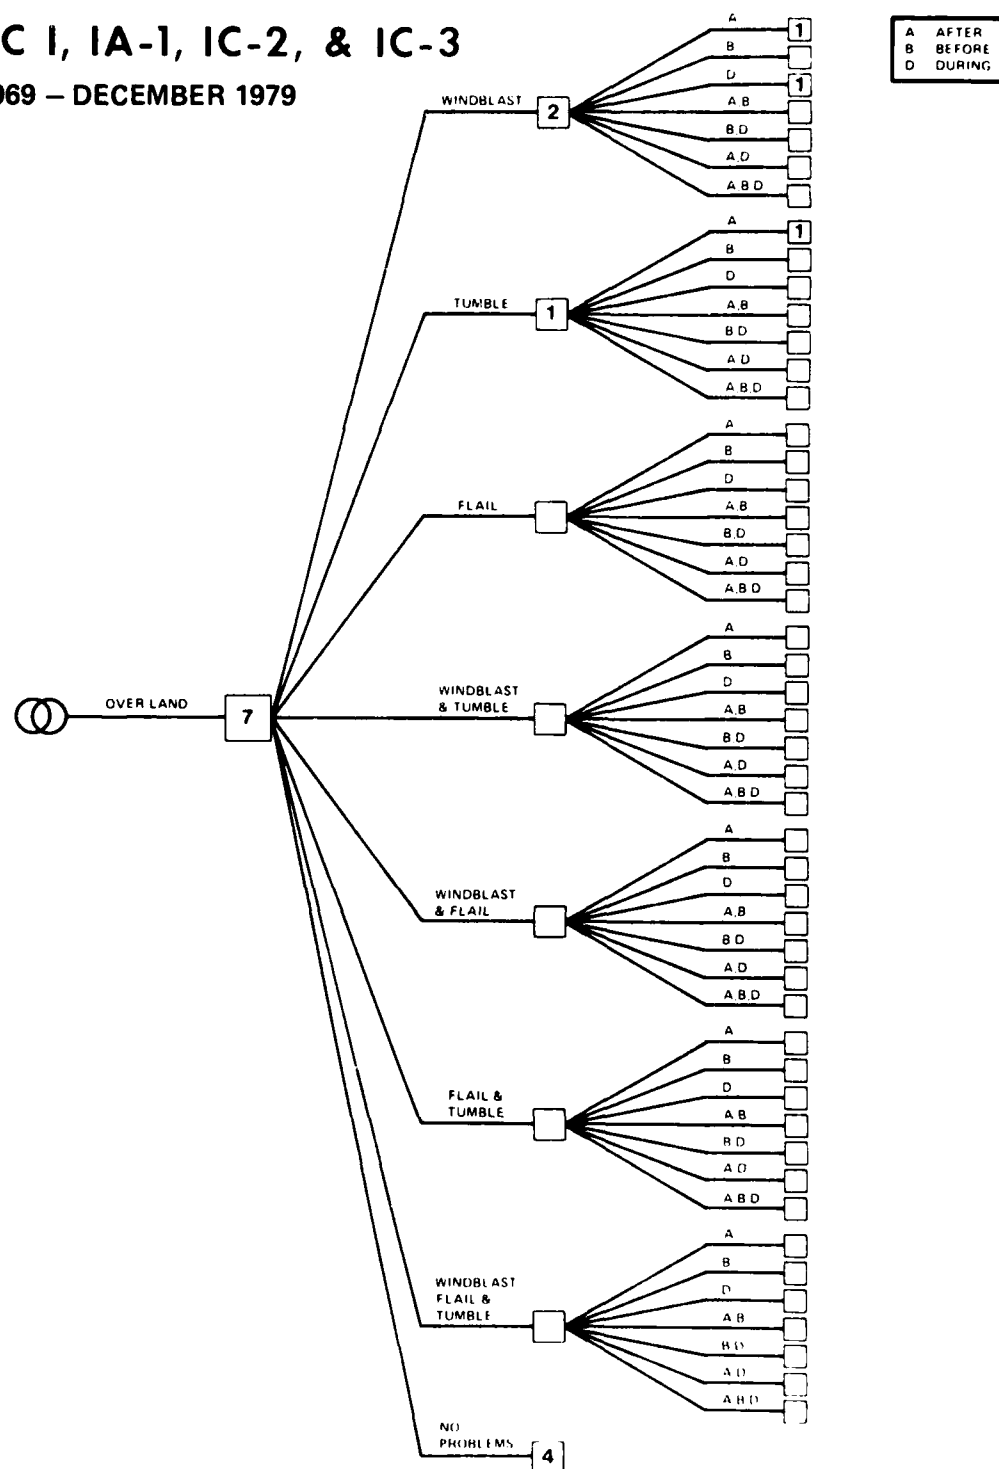 C I, IA-1, IC-2, & IC-3
969 – DECEMBER 1979
A AFTER
B BEFORE
D DURING
OVER LAND
7
WINDBLAST
2
A 1
B
D 1
A,B
B,D
A,D
A,B,D
TUMBLE
1
A 1
B
D
A,B
B,D
A,D
A,B,D
FLAIL
A
B
D
A,B
B,D
A,D
A,B,D
WINDBLAST
& TUMBLE
A
B
D
A,B
B,D
A,D
A,B,D
WINDBLAST
& FLAIL
A
B
D
A,B
B,D
A,D
A,B,D
FLAIL &
TUMBLE
A
B
D
A,B
B,D
A,D
A,B,D
WINDBLAST
FLAIL &
TUMBLE
A
B
D
A,B
B,D
A,D
A,B,D
NO
PROBLEMS
4